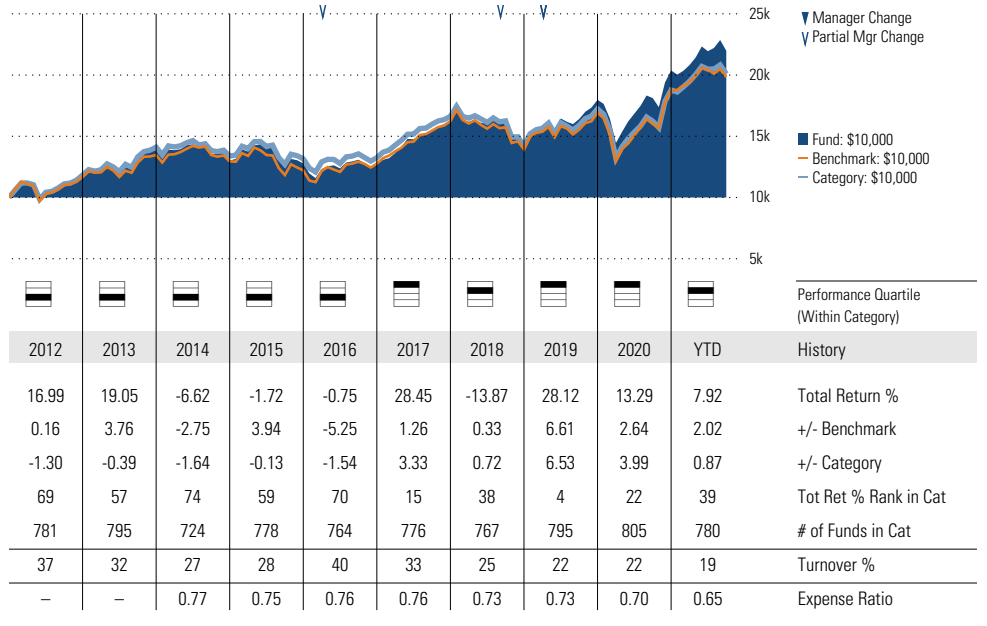 25k
Manager Change
Partial Mgr Change
20k
15k
Fund: $10,000
Benchmark: $10,000
Category: $10,000
10k
5k
Performance Quartile
(Within Category)
2012 2013 2014 2015 2016 2017 2018 2019 2020 YTD History
16.99 19.05 -6.62 -1.72 -0.75 28.45 -13.87 28.12 13.29 7.92 Total Return %
0.16 3.76 -2.75 3.94 -5.25 1.26 0.33 6.61 2.64 2.02 +/- Benchmark
-1.30 -0.39 -1.64 -0.13 -1.54 3.33 0.72 6.53 3.99 0.87 +/- Category
69 57 74 59 70 15 38 4 22 39 Tot Ret % Rank in Cat
781 795 724 778 764 776 767 795 805 780 # of Funds in Cat
37 32 27 28 40 33 25 22 22 19 Turnover %
– – 0.77 0.75 0.76 0.76 0.73 0.73 0.70 0.65 Expense Ratio